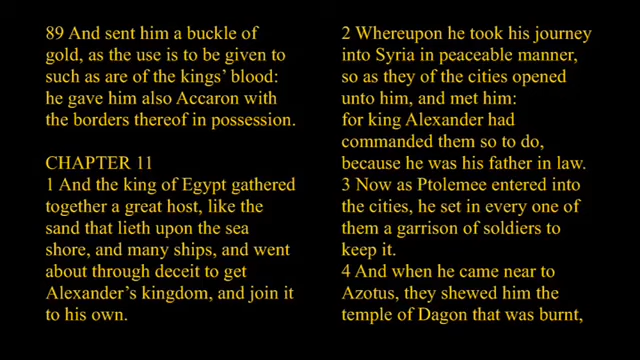 89 And sent him a buckle of
gold, as the use is to be given to
such as are of the kings’ blood:
he gave him also Accaron with
the borders thereof in possession.
CHAPTER 11
1 And the king of Egypt gathered
together a great host, like the
sand that lieth upon the sea
shore, and many ships, and went
about through deceit to get
Alexander’s kingdom, and join it
to his own.
2 Whereupon he took his journey
into Syria in peaceable manner,
so as they of the cities opened
unto him, and met him:
for king Alexander had
commanded them so to do,
because he was his father in law.
3 Now as Ptolemee entered into
the cities, he set in every one of
them a garrison of soldiers to
keep it.
4 And when he came near to
Azotus, they shewed him the
temple of Dagon that was burnt,